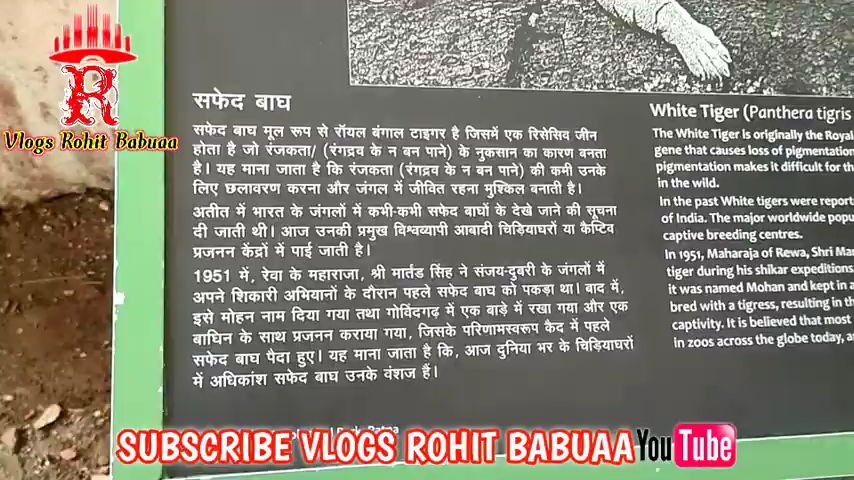 R
Vlogs Rohit Babuaa
सफेद बाघ
सफेद बाघ मूल रूप से रॉयल बंगाल टाइगर है जिसमें एक रिसेसिव जीन
होता है जो रंजकता/ (रंगद्रव के न बन पाने) के नुकसान का कारण बनता
है। यह माना जाता है कि रंजकता (रंगद्रव के न बन पाने) की कमी उनके
लिए छलावरण करना और जंगल में जीवित रहना मुश्किल बनाती है।
अतीत में भारत के जंगलों में कभी-कभी सफेद बाघों के देखे जाने की सूचना
दी जाती थी। आज उनकी प्रमुख विश्वव्यापी आबादी चिड़ियाघरों या कैप्टिव
प्रजनन केंद्रों में पाई जाती है।
1951 में, रेवा के महाराजा, श्री मार्तंड सिंह ने संजय-दुबरी के जंगलों में
अपने शिकारी अभियानों के दौरान पहले सफेद बाघ को पकड़ा था। बाद में,
इसे मोहन नाम दिया गया तथा गोविंदगढ़ में एक बाड़े में रखा गया और एक
बाघिन के साथ प्रजनन कराया गया, जिसके परिणामस्वरूप कैद में पहले
सफेद बाघ पैदा हुए। यह माना जाता है कि, आज दुनिया भर के चिड़ियाघरों
में अधिकांश सफेद बाघ उनके वंशज हैं।
White Tiger (Panthera tigris
The White Tiger is originally the Royal
gene that causes loss of pigmentation
pigmentation makes it difficult for th
in the wild.
In the past White tigers were report
of India. The major worldwide popu
captive breeding centres.
In 1951, Maharaja of Rewa, Shri Mar
tiger during his shikar expeditions
it was named Mohan and kept in a
bred with a tigress, resulting in th
captivity. It is believed that most
in zoos across the globe today, a
SUBSCRIBE VLOGS ROHIT BABUAA YouTube